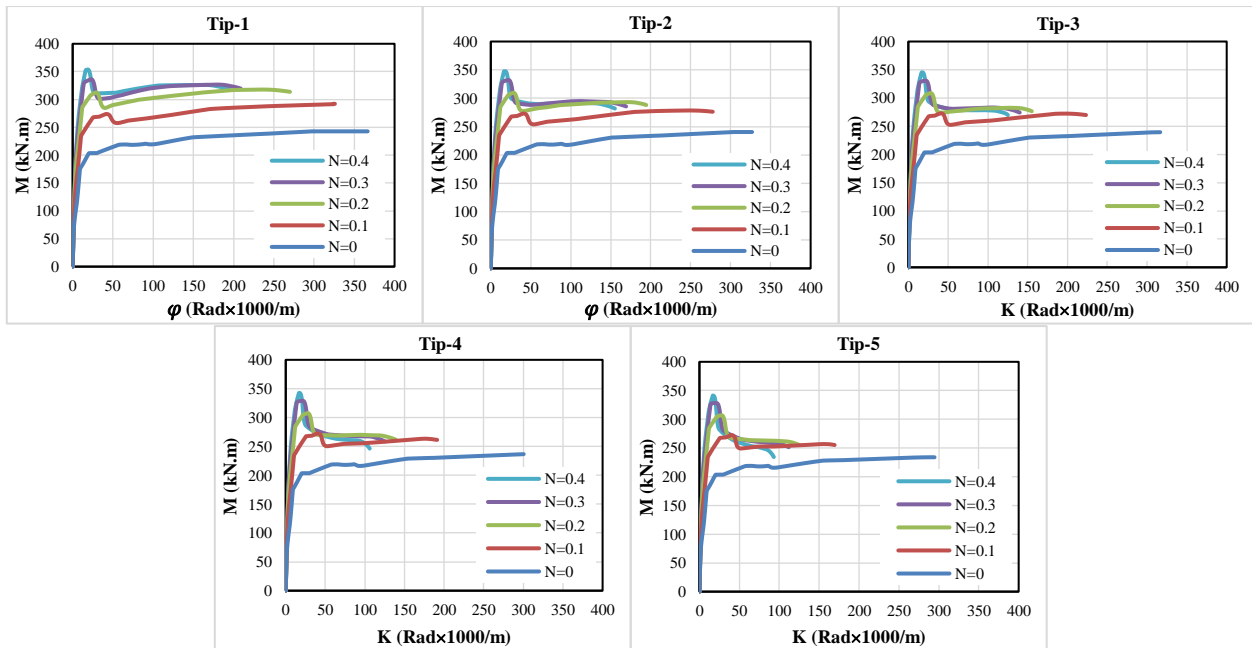 Tip-1
M (kN.m)
400
350
300
250
200
150
100
50
0
N=0.4
N=0.3
N=0.2
N=0.1
N=0
0 50 100 150 200 250 300 350 400
φ (Rad×1000/m)
Tip-2
M (kN.m)
400
350
300
250
200
150
100
50
0
N=0.4
N=0.3
N=0.2
N=0.1
N=0
0 50 100 150 200 250 300 350 400
φ (Rad×1000/m)
Tip-3
M (kN.m)
400
350
300
250
200
150
100
50
0
N=0.4
N=0.3
N=0.2
N=0.1
N=0
0 50 100 150 200 250 300 350 400
K (Rad×1000/m)
Tip-4
M (kN.m)
400
350
300
250
200
150
100
50
0
N=0.4
N=0.3
N=0.2
N=0.1
N=0
0 50 100 150 200 250 300 350 400
K (Rad×1000/m)
Tip-5
M (kN.m)
400
350
300
250
200
150
100
50
0
N=0.4
N=0.3
N=0.2
N=0.1
N=0
0 50 100 150 200 250 300 350 400
K (Rad×1000/m)